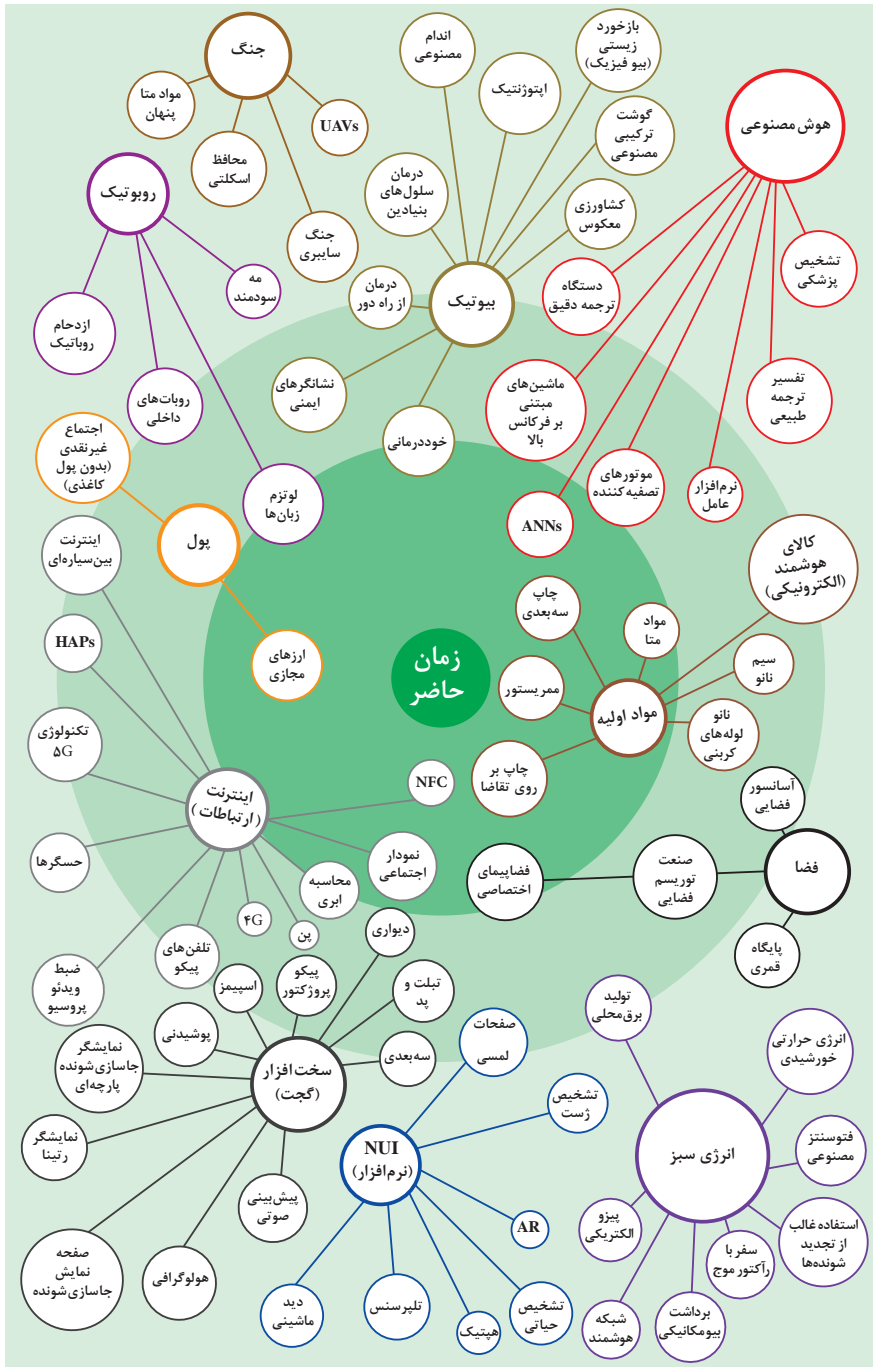 جنگ
مواد متا
پنهان
محافظ
اسکلتی
UAVs
جنگ
سایبری
اندام
مصنوعی
اپتوژنتیک
بازخورد
زیستی
(بیو فیزیک)
گوشت
ترکیبی
مصنوعی
درمان
سلول‌های
بنیادین
کشاورزی
معکوس
بیوتیک
درمان
از راه دور
نشانگرهای
ایمنی
خوددرمانی
هوش مصنوعی
تشخیص
پزشکی
دستگاه
ترجمه دقیق
تفسیر
ترجمه
طبیعی
ماشین‌های
مبتنی
بر فرکانس
بالا
موتورهای
تصفیه‌کننده
نرم‌افزار
عامل
ANNs
روبوتیک
مه
سودمند
ازدحام
روباتیک
روبات‌های
داخلی
لوتزم
زبان‌ها
اجتماع
غیرنقدی
(بدون پول
کاغذی)
پول
ارزهای
مجازی
زمان
حاضر
کالای
هوشمند
(الکترونیکی)
چاپ
سه‌بعدی
مواد
متا
سیم
نانو
ممریستور
مواد اولیه
نانو
لوله‌های
کربنی
چاپ بر
روی تقاضا
اینترنت
بین‌سیاره‌ای
HAPs
تکنولوژی
۵G
اینترنت
(ارتباطات)
NFC
حسگرها
نمودار
اجتماعی
محاسبه
ابری
۴G
پن
تلفن‌های
پیکو
ضبط
ویدئو
پروسیو
آسانسور
فضایی
فضا
صنعت
توریسم
فضایی
فضاپیمای
اختصاصی
پایگاه
قمری
دیواری
پیکو
پروژکتور
اسپیمز
تبلت و
پد
پوشیدنی
سه‌بعدی
نمایشگر
جاسازی‌شونده
پارچه‌ای
سخت‌افزار
(گجت)
نمایشگر
رتینا
پیش‌بینی
صوتی
صفحه
نمایش
جاسازی‌شونده
هولوگرافی
صفحات
لمسی
تشخیص
ژست
NUI
(نرم‌افزار)
AR
دید
ماشینی
تلپرسنس
هپتیک
تشخیص
حیاتی
تولید
برق‌محلی
انرژی حرارتی
خورشیدی
انرژی سبز
فتوسنتز
مصنوعی
پیزو
الکتریکی
استفاده غالب
از تجدید
شونده‌ها
سفر با
رآکتور موج
شبکه
هوشمند
برداشت
بیومکانیکی